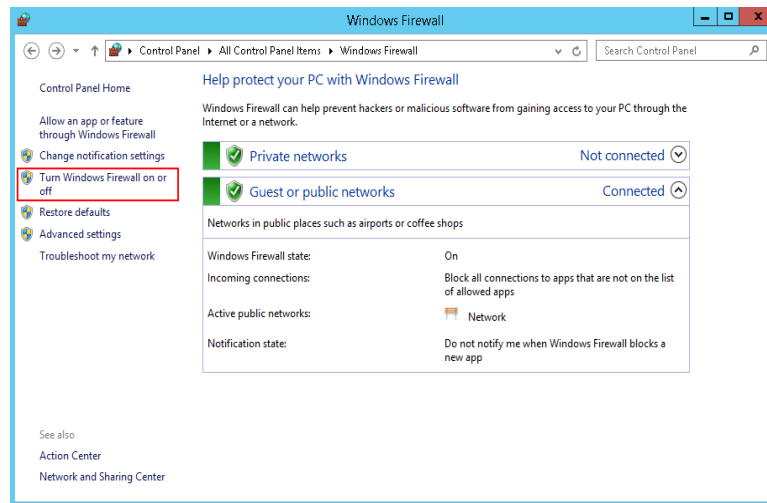 Windows Firewall
Control Panel Home
Allow an app or feature
through Windows Firewall
Change notification settings
Turn Windows Firewall on or
off
Restore defaults
Advanced settings
Troubleshoot my network
See also
Action Center
Network and Sharing Center
Control Panel All Control Panel Items Windows Firewall
Search Control Panel
Help protect your PC with Windows Firewall
Windows Firewall can help prevent hackers or malicious software from gaining access to your PC through the
Internet or a network.
Private networks Not connected
Guest or public networks Connected
Networks in public places such as airports or coffee shops
Windows Firewall state: On
Incoming connections: Block all connections to apps that are not on the list
of allowed apps
Active public networks: Network
Notification state: Do not notify me when Windows Firewall blocks a
new app